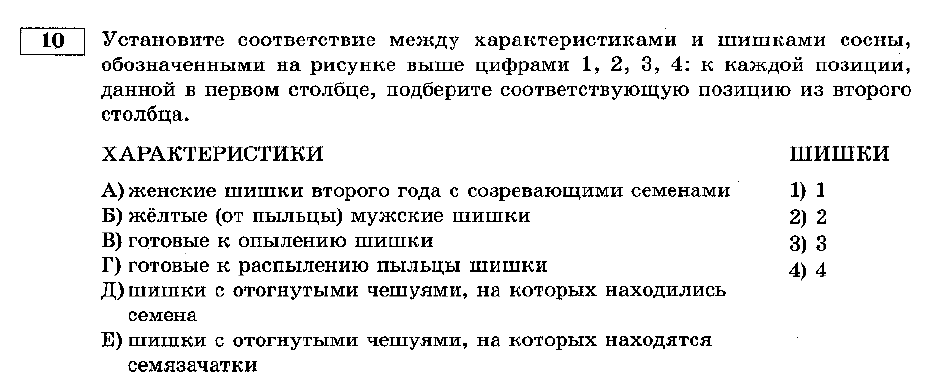 10 Установите соответствие между характеристиками и шишками сосны,
обозначенными на рисунке выше цифрами 1, 2, 3, 4: к каждой позиции,
данной в первом столбце, подберите соответствующую позицию из второго
столбца.
ХАРАКТЕРИСТИКИ ШИШКИ
А) женские шишки второго года с созревающими семенами 1) 1
Б) жёлтые (от пыльцы) мужские шишки 2) 2
В) готовые к опылению шишки 3) 3
Г) готовые к распылению пыльцы шишки 4) 4
Д) шишки с отогнутыми чешуями, на которых находились
семена
Е) шишки с отогнутыми чешуями, на которых находятся
семязачатки